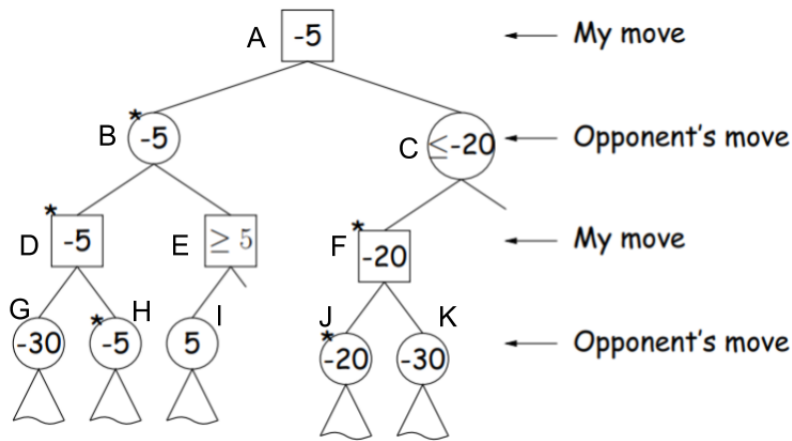 A -5 My move
* B -5 C ≤-20 Opponent's move
* D -5 E ≥ 5 * F -20 My move
G -30 * H -5 I 5 J * -20 K -30 Opponent's move